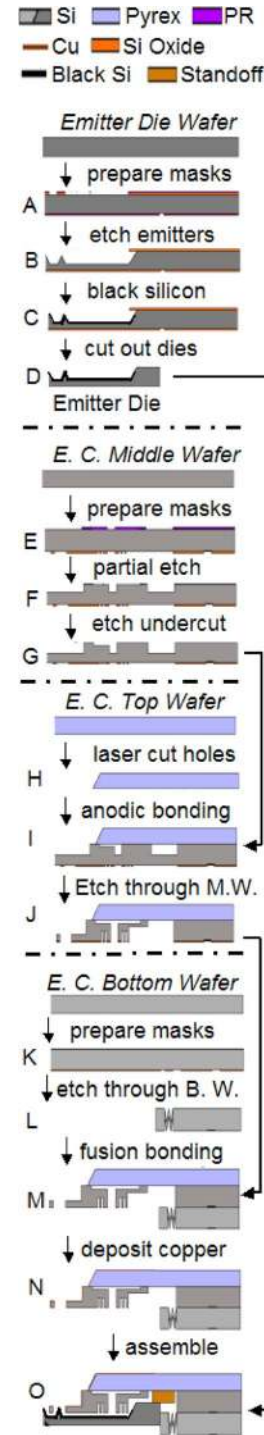 Si Pyrex PR
Cu Si Oxide
Black Si Standoff
Emitter Die Wafer
prepare masks
A
etch emitters
B
black silicon
C
cut out dies
D
Emitter Die
E. C. Middle Wafer
prepare masks
E
partial etch
F
etch undercut
G
E. C. Top Wafer
laser cut holes
H
anodic bonding
I
Etch through M.W.
J
E. C. Bottom Wafer
prepare masks
K
etch through B. W.
L
fusion bonding
M
deposit copper
N
assemble
O